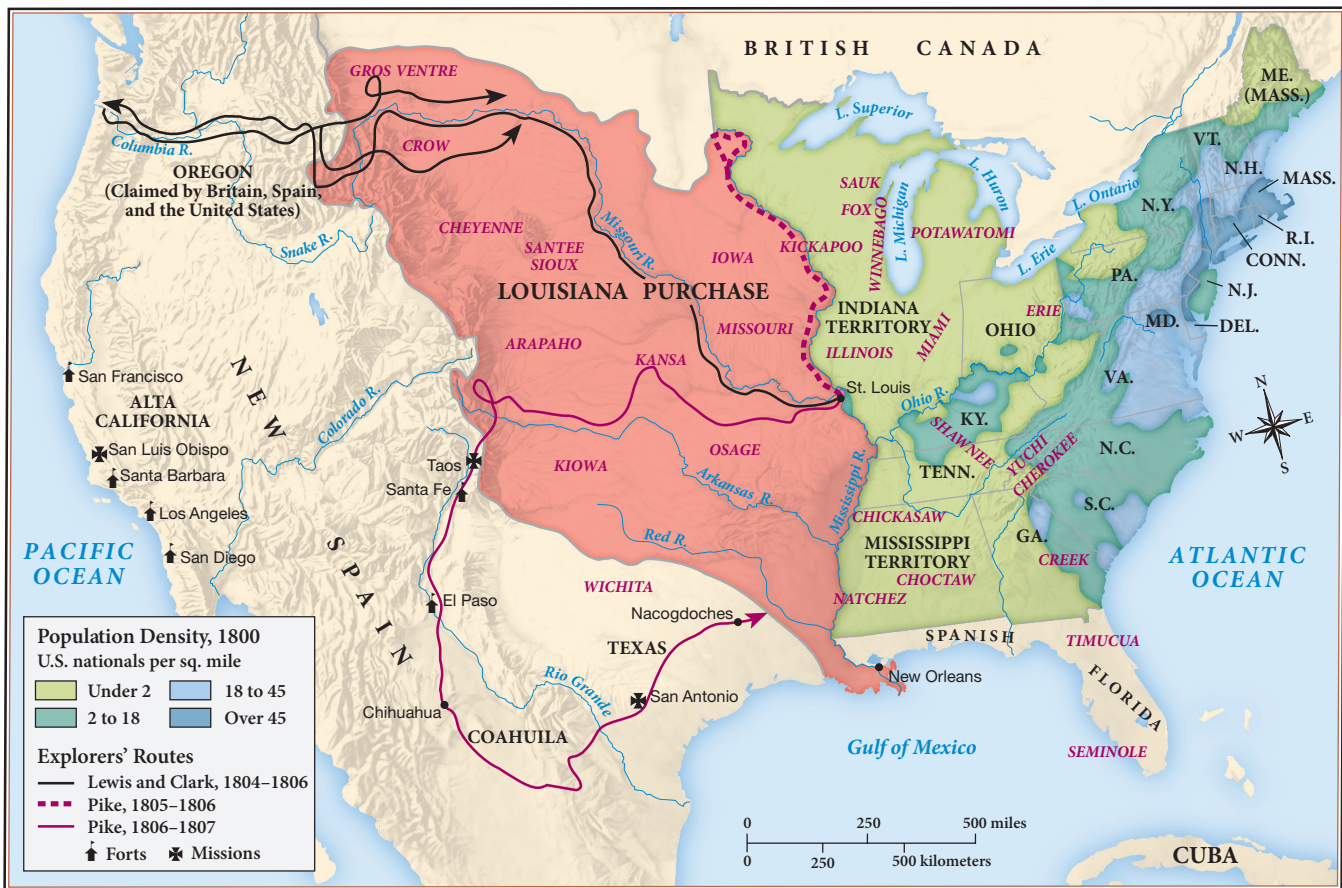 BRITISH CANADA
GROS VENTRE
ME.
(MASS.)
L. Superior
VT.
Columbia R.
CROW
N.H.
MASS.
OREGON
(Claimed by Britain, Spain,
and the United States)
SAUK
L. Huron
L. Ontario
N.Y.
FOX
WINNEBAGO
L. Michigan
POTAWATOMI
R.I.
CONN.
Snake R.
CHEYENNE
SANTEE
SIOUX
Missouri R.
IOWA
KICKAPOO
L. Erie
PA.
N.J.
LOUISIANA PURCHASE
INDIANA
TERRITORY
ERIE
MD.
DEL.
ARAPAHO
MISSOURI
OHIO
ILLINOIS
MIAMI
KANSA
VA.
San Francisco
NEW SPAIN
St. Louis
Ohio R.
KY.
N
W
E
S
ALTA
CALIFORNIA
Colorado R.
San Luis Obispo
Santa Barbara
Los Angeles
San Diego
Taos
Santa Fe
KIOWA
OSAGE
Arkansas R.
Mississippi R.
SHAWNEE
YUCHI
CHEROKEE
TENN.
N.C.
S.C.
CHICKASAW
GA.
Red R.
MISSISSIPPI
TERRITORY
CHOCTAW
CREEK
NATCHEZ
PACIFIC
OCEAN
ATLANTIC
OCEAN
WICHITA
El Paso
Nacogdoches
TEXAS
SPANISH
FLORIDA
TIMUCUA
New Orleans
Rio Grande
San Antonio
Chihuahua
COAHUILA
Gulf of Mexico
SEMINOLE
CUBA
Population Density, 1800
U.S. nationals per sq. mile
Under 2
18 to 45
2 to 18
Over 45
Explorers' Routes
Lewis and Clark, 1804–1806
Pike, 1805–1806
Pike, 1806–1807
Forts
Missions
0 250 500 miles
0 250 500 kilometers